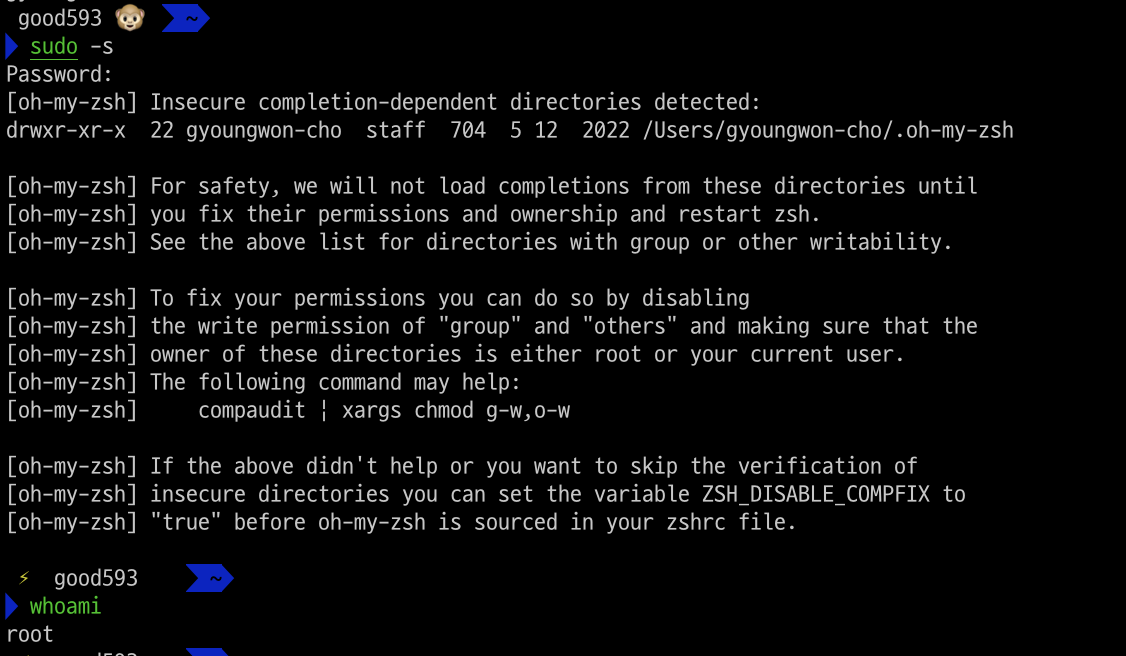 good593 🐵 ~
sudo -s
Password:
[oh-my-zsh] Insecure completion-dependent directories detected:
drwxr-xr-x  22 gyoungwon-cho  staff  704  5 12  2022 /Users/gyoungwon-cho/.oh-my-zsh
[oh-my-zsh] For safety, we will not load completions from these directories until
[oh-my-zsh] you fix their permissions and ownership and restart zsh.
[oh-my-zsh] See the above list for directories with group or other writability.
[oh-my-zsh] To fix your permissions you can do so by disabling
[oh-my-zsh] the write permission of "group" and "others" and making sure that the
[oh-my-zsh] owner of these directories is either root or your current user.
[oh-my-zsh] The following command may help:
[oh-my-zsh]     compaudit | xargs chmod g-w,o-w
[oh-my-zsh] If the above didn't help or you want to skip the verification of
[oh-my-zsh] insecure directories you can set the variable ZSH_DISABLE_COMPFIX to
[oh-my-zsh] "true" before oh-my-zsh is sourced in your zshrc file.
⚡ good593 ~
whoami
root